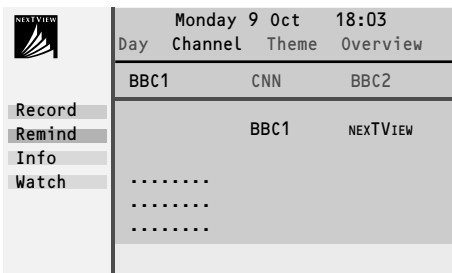 NEXTVIEW
Monday 9 Oct 18:03
Day Channel Theme Overview
BBC1 CNN BBC2
Record
Remind
Info
Watch
BBC1 NEXTVIEW
........
........
........